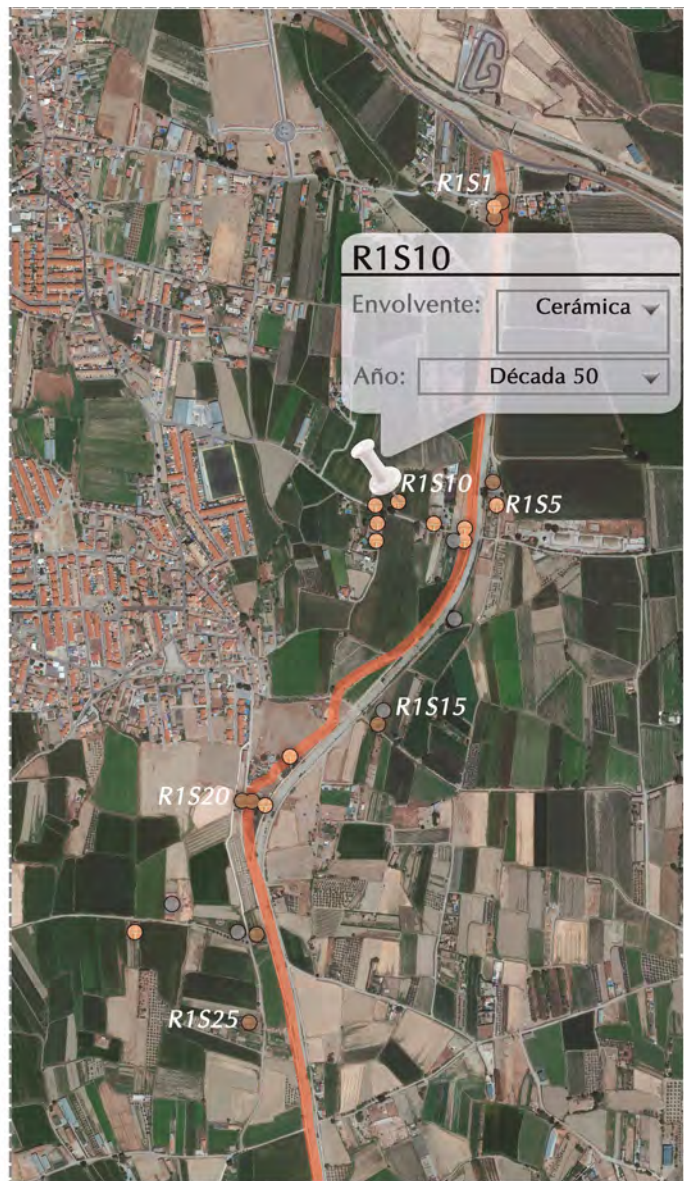 R1S1
R1S10
Envolvente: Cerámica
Año: Década 50
R1S10
R1S5
R1S15
R1S20
R1S25